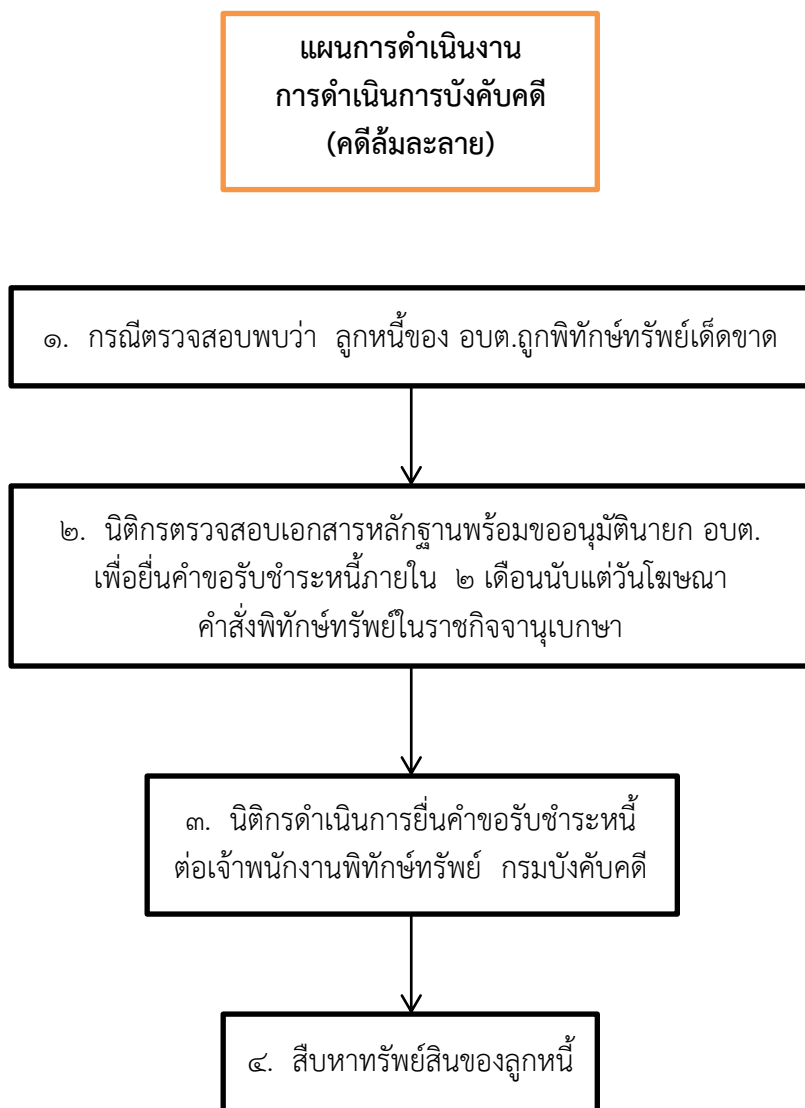 แผนการดำเนินงาน
การดำเนินการบังคับคดี
(คดีล้มละลาย)
๑. กรณีตรวจสอบพบว่า ลูกหนี้ของ อบต.ถูกพิทักษ์ทรัพย์เด็ดขาด
๒. นิติกรตรวจสอบเอกสารหลักฐานพร้อมขออนุมัตินายก อบต.
เพื่อยื่นคำขอรับชำระหนี้ภายใน ๒ เดือนนับแต่วันโฆษณา
คำสั่งพิทักษ์ทรัพย์ในราชกิจจานุเบกษา
๓. นิติกรดำเนินการยื่นคำขอรับชำระหนี้
ต่อเจ้าพนักงานพิทักษ์ทรัพย์ กรมบังคับคดี
๔. สืบหาทรัพย์สินของลูกหนี้